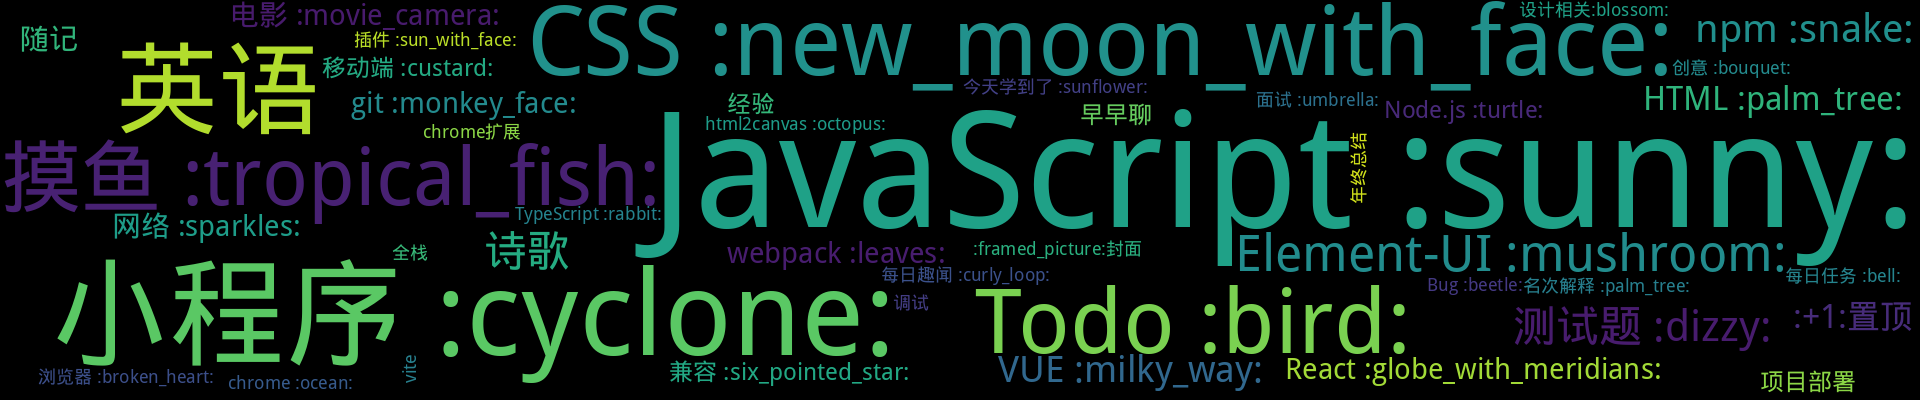 电影 :movie_camera:
CSS :new_moon_with_face:
设计相关:blossom:
随记
插件 :sun_with_face:
npm :snake:
英语
移动端 :custard:
今天学到了 :sunflower:
创意 :bouquet:
git :monkey_face:
经验
早早聊
面试 :umbrella:
Node.js :turtle:
HTML :palm_tree:
chrome扩展
html2canvas :octopus:
JavaScript :sunny:
年终总结
摸鱼 :tropical_fish:
网络 :sparkles:
TypeScript :rabbit:
全栈
诗歌
webpack :leaves:
:framed_picture:封面
Element-UI :mushroom:
小程序 :cyclone:
每日趣闻 :curly_loop:
调试
Bug :beetle:
名次解释 :palm_tree:
每日任务 :bell:
Todo :bird:
测试题 :dizzy:
:+1:置顶
浏览器 :broken_heart:
chrome :ocean:
vite
兼容 :six_pointed_star:
VUE :milky_way:
React :globe_with_meridians:
项目部署